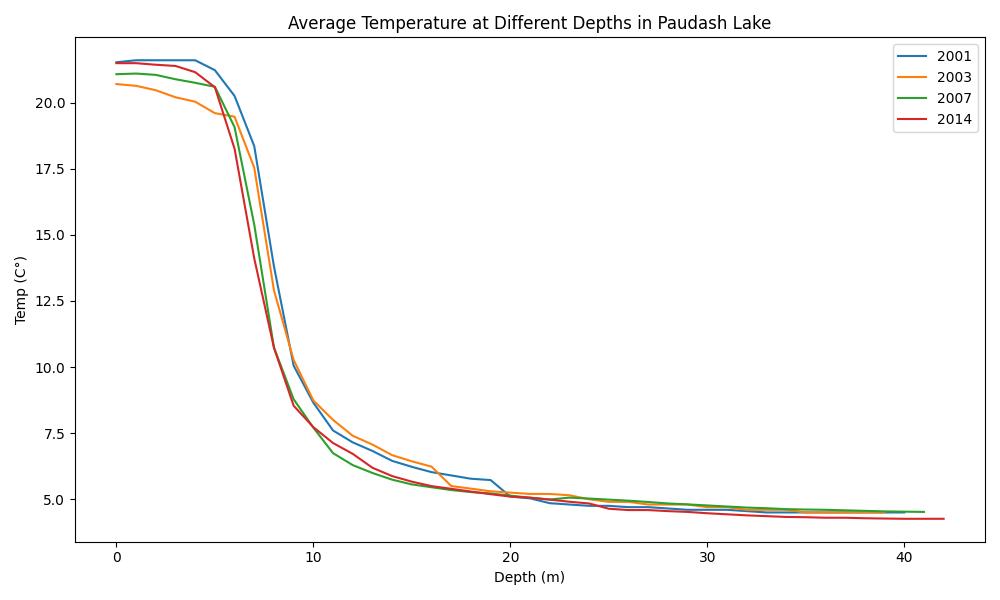 Average Temperature at Different Depths in Paudash Lake
2001
2003
2007
2014
20.0
17.5
15.0
12.5
10.0
7.5
5.0
Temp (C°)
0 10 20 30 40
Depth (m)